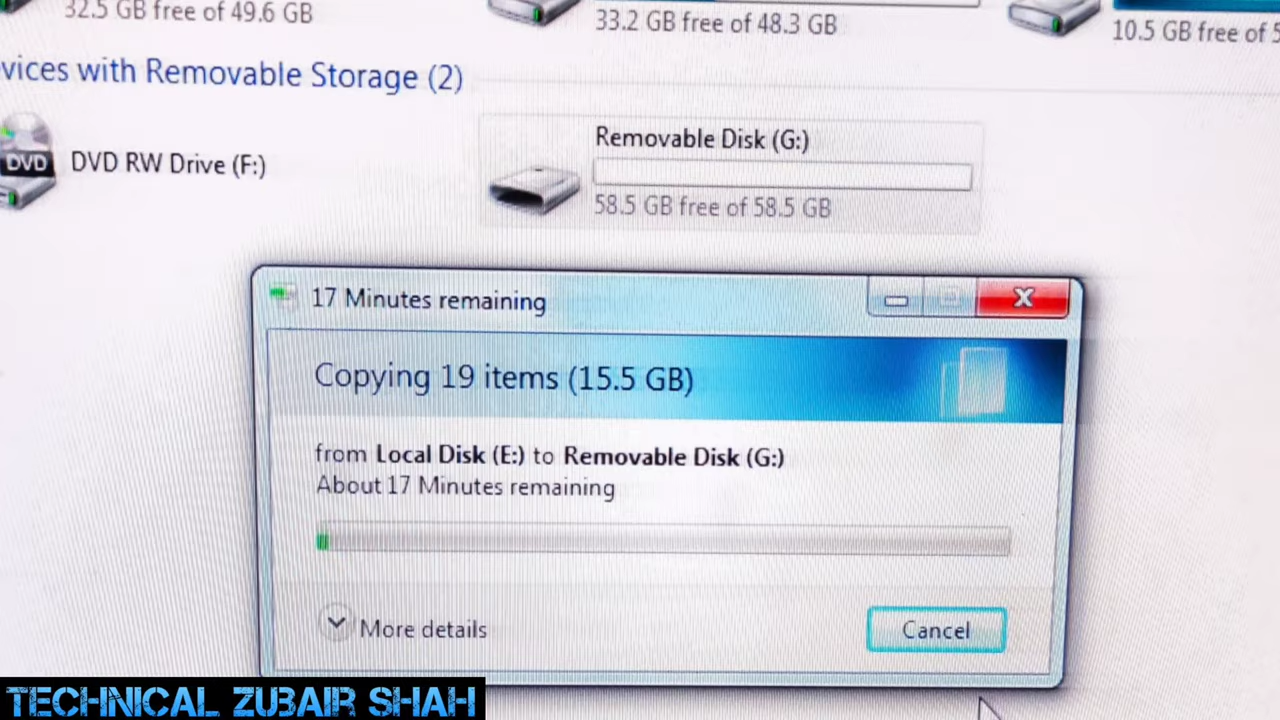 32.5 GB free of 49.6 GB
33.2 GB free of 48.3 GB
10.5 GB free of
vices with Removable Storage (2)
DVD
DVD RW Drive (F:)
Removable Disk (G:)
58.5 GB free of 58.5 GB
17 Minutes remaining
Copying 19 items (15.5 GB)
from Local Disk (E:) to Removable Disk (G:)
About 17 Minutes remaining
More details
Cancel
TECHNICAL ZUBAIR SHAH